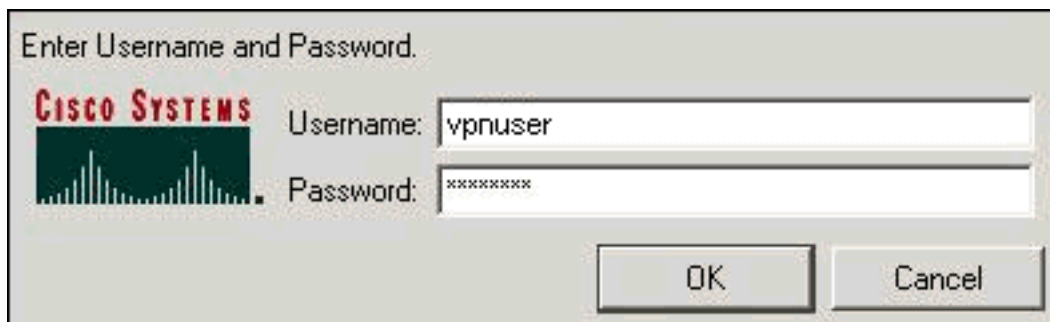 Enter Username and Password.
CISCO SYSTEMS
Username: vpnuser
Password: ********
OK Cancel